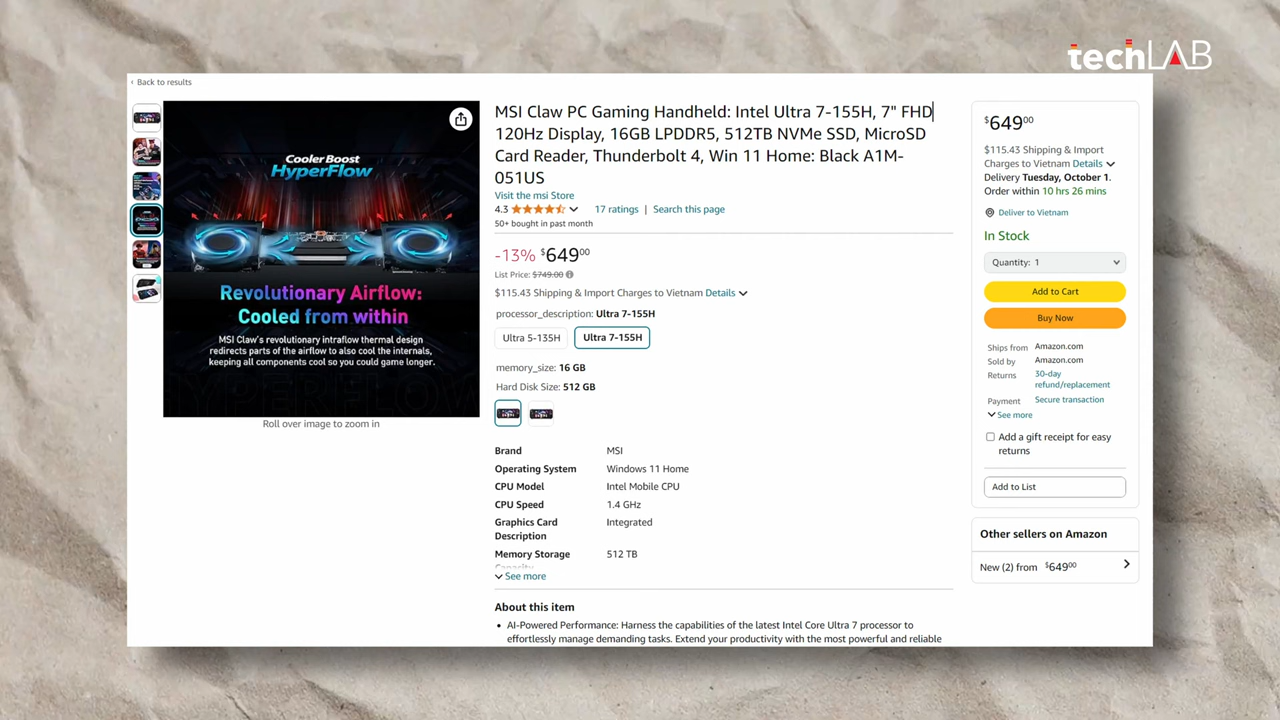 techLAB
‹ Back to results
CoolerBoost
HyperFlow
Revolutionary Airflow:
Cooled from within
MSI Claw's revolutionary intraflow thermal design
redirects parts of the airflow to also cool the internals,
keeping all components cool so you could game longer.
Roll over image to zoom in
MSI Claw PC Gaming Handheld: Intel Ultra 7-155H, 7" FHD
120Hz Display, 16GB LPDDR5, 512TB NVMe SSD, MicroSD
Card Reader, Thunderbolt 4, Win 11 Home: Black A1M-
051US
Visit the msi Store
4.3 17 ratings | Search this page
50+ bought in past month
-13% $64900
List Price: $749.00
$115.43 Shipping & Import Charges to Vietnam Details
processor_description: Ultra 7-155H
Ultra 5-135H Ultra 7-155H
memory_size: 16 GB
Hard Disk Size: 512 GB
Brand MSI
Operating System Windows 11 Home
CPU Model Intel Mobile CPU
CPU Speed 1.4 GHz
Graphics Card Integrated
Description
Memory Storage 512 TB
Capacity
See more
About this item
• AI-Powered Performance: Harness the capabilities of the latest Intel Core Ultra 7 processor to
effortlessly manage demanding tasks. Extend your productivity with the most powerful and reliable
$64900
$115.43 Shipping & Import
Charges to Vietnam Details
Delivery Tuesday, October 1.
Order within 10 hrs 26 mins
Deliver to Vietnam
In Stock
Quantity: 1
Add to Cart
Buy Now
Ships from Amazon.com
Sold by Amazon.com
Returns 30-day
refund/replacement
Payment Secure transaction
See more
Add a gift receipt for easy
returns
Add to List
Other sellers on Amazon
New (2) from $64900